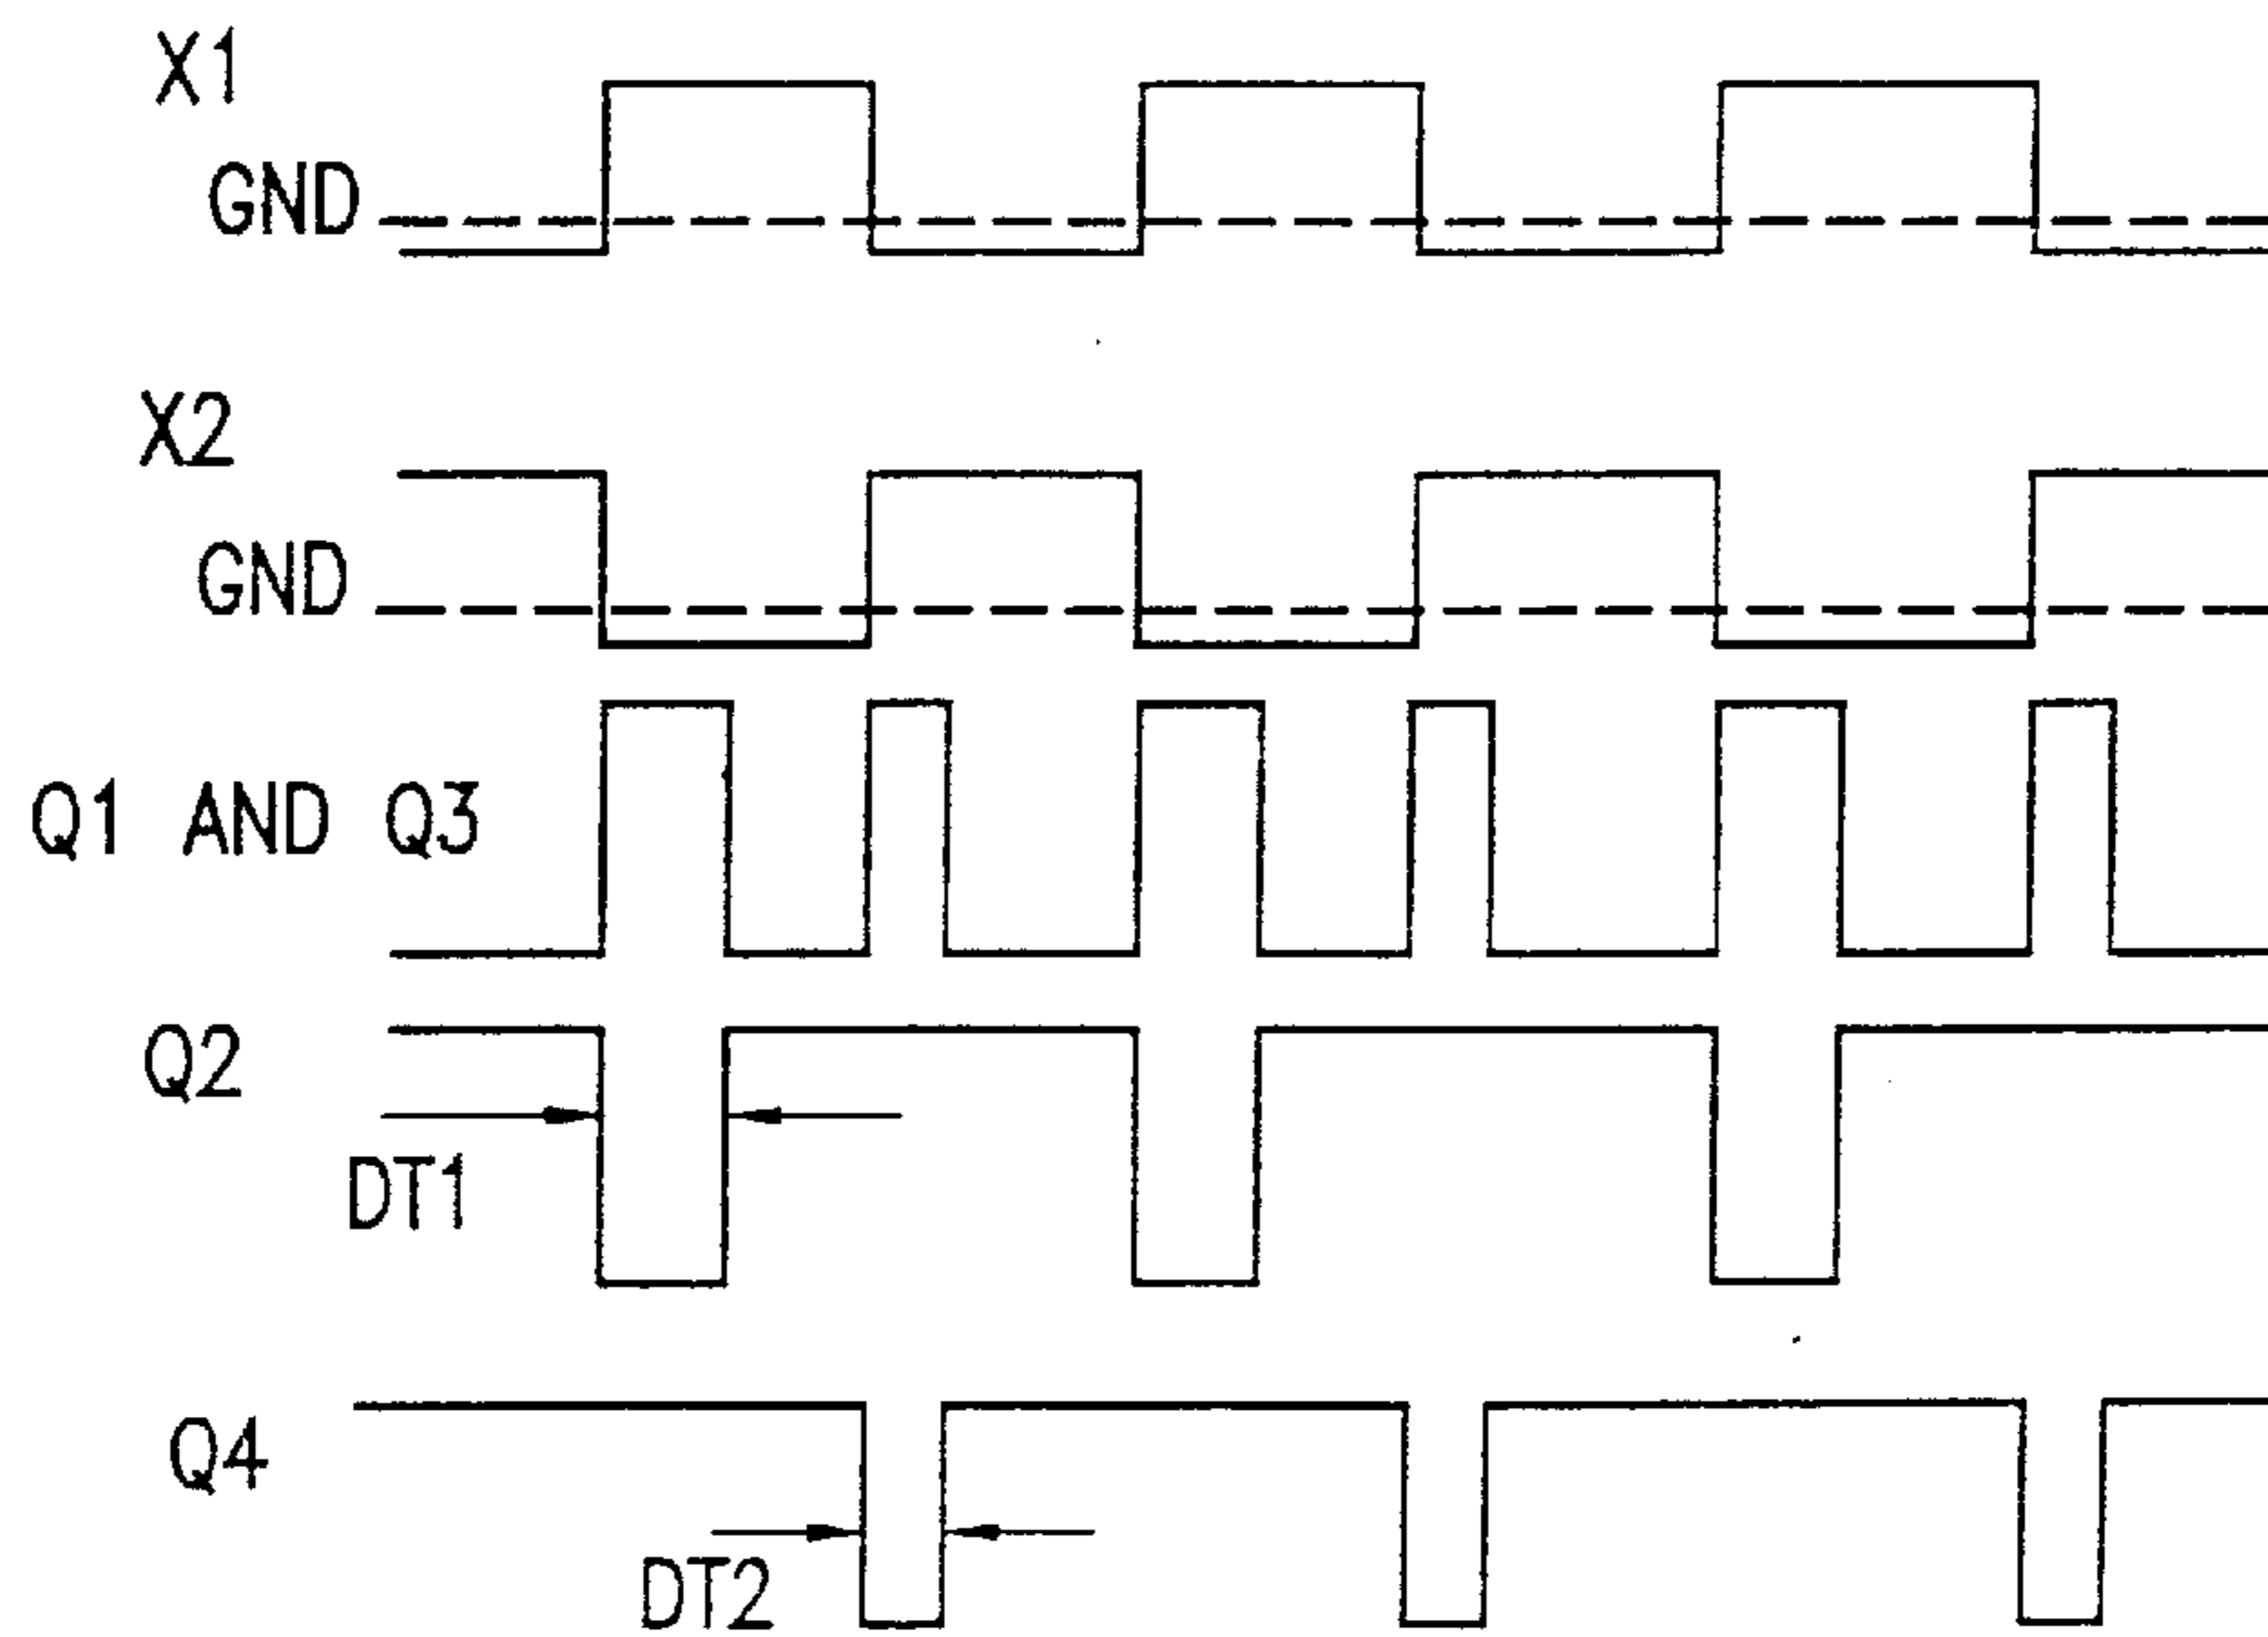 X1
GND
X2
GND
Q1 AND Q3
Q2
DT1
Q4
DT2